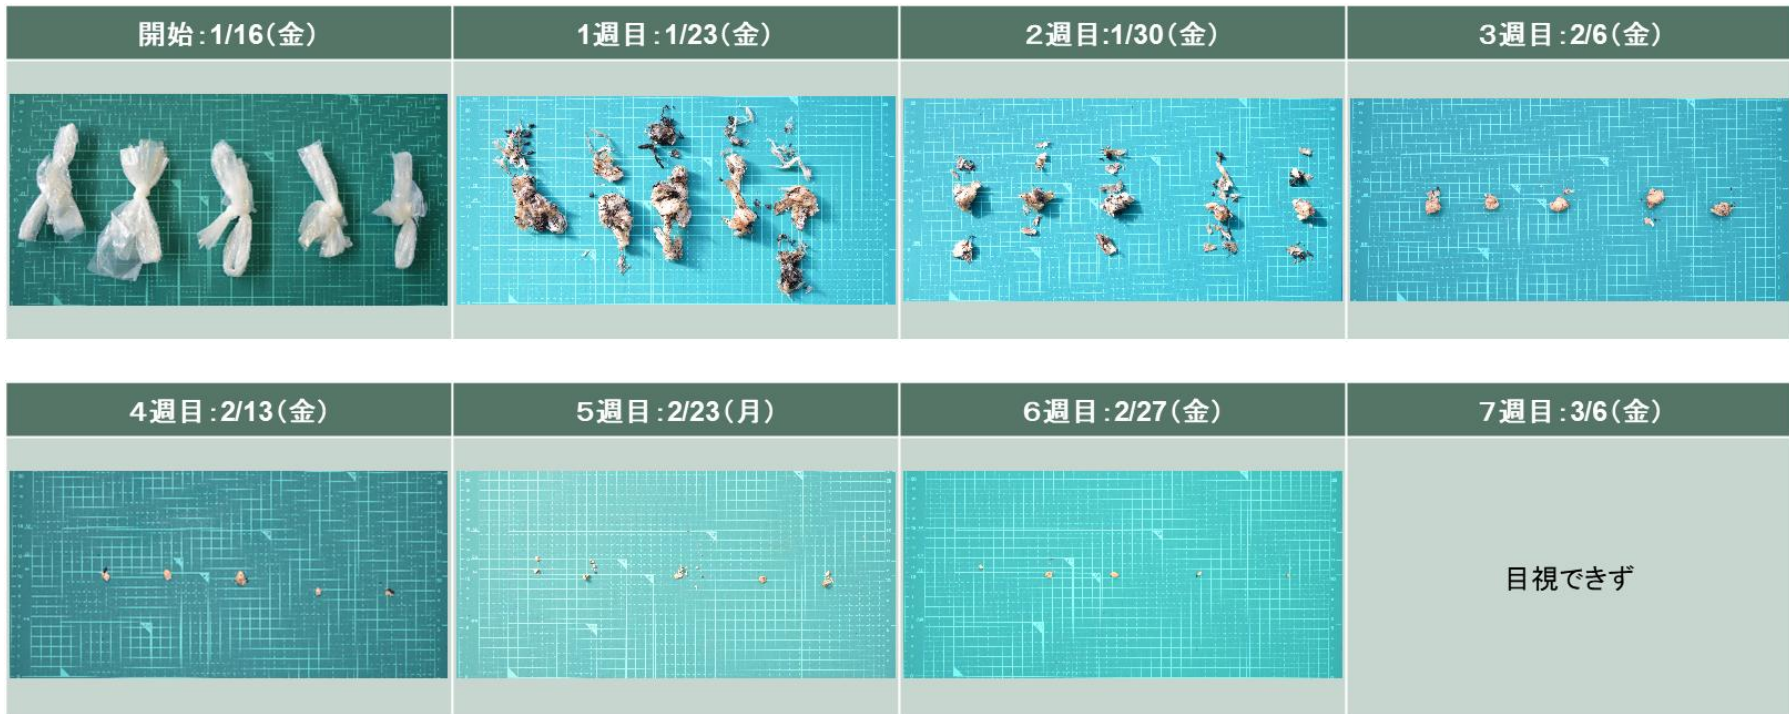 開始：1/16（金）
1週目：1/23（金）
２週目:1/30（金）
３週目：2/6（金）
４週目：2/13（金）
５週目：2/23（月）
６週目：2/27（金）
７週目：3/6（金）
目視できず